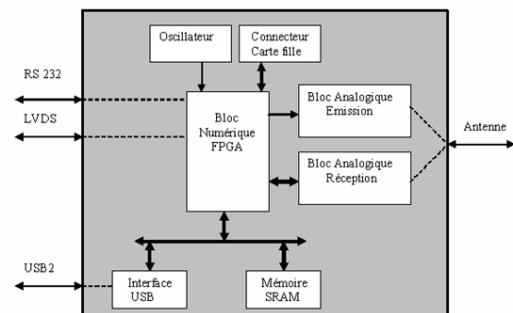 Oscillateur
Connecteur
Carte fille
RS 232
LVDS
Bloc
Numérique
FPGA
Bloc Analogique
Emission
Antenne
Bloc Analogique
Réception
USB2
Interface
USB
Mémoire
SRAM